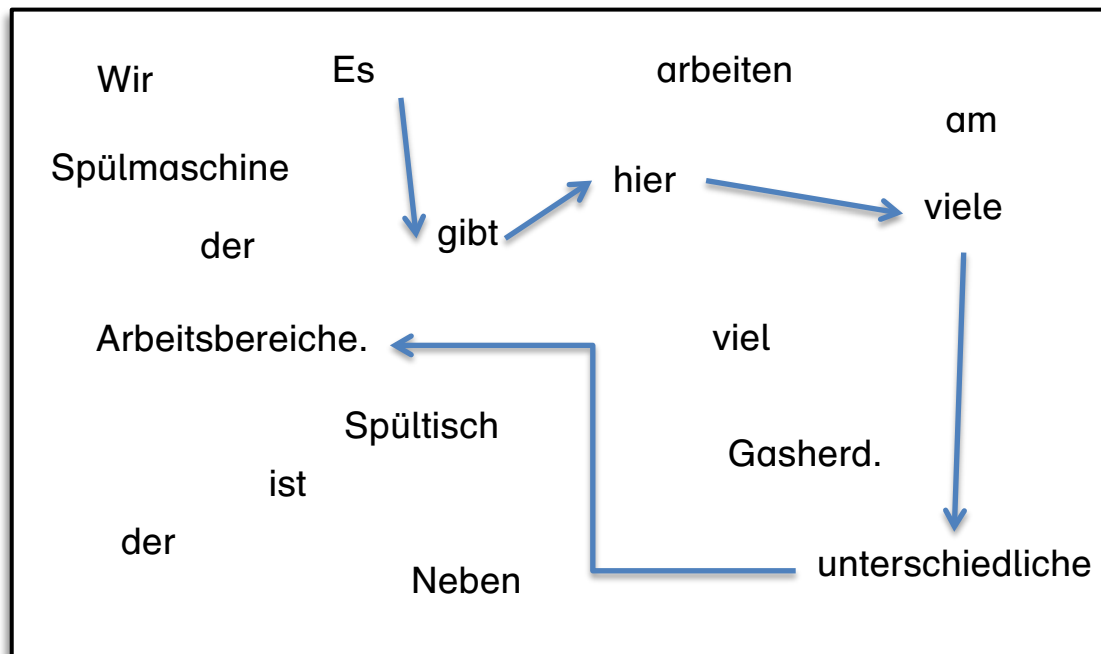 Wir Es arbeiten
am
Spülmaschine hier
viele
der gibt
Arbeitsbereiche. viel
Spültisch
Gasherd.
ist
der
Neben unterschiedliche